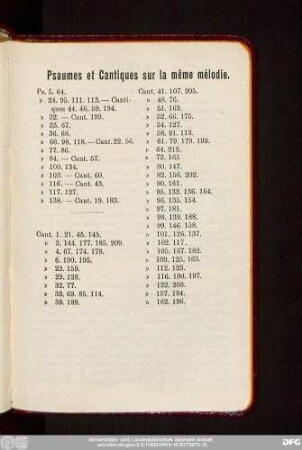 Psaumes et Cantiques sur la même mélodie.
Ps. 5. 64.
» 24. 95. 111. 113.— Canti-
ques 44. 46. 59. 194.
» 32. — Cant. 193.
» 33. 67.
» 36. 68.
» 66. 98. 118.—Cant.22. 56.
» 77. 86.
» 84. — Cant. 57.
» 100. 134.
» 103. — Cant. 60.
» 116. — Cant. 43.
» 117. 127.
» 138. — Cant. 19. 183.
Cant. 1. 21. 45. 145.
» 3. 144. 177. 185. 209.
» 4. 67. 174. 178.
» 6. 190. 195.
» 23. 159.
» 29. 128.
» 32. 77.
» 33. 69. 85. 114.
» 39. 189.
Cant. 41. 107. 205.
» 48. 76.
» 51. 169.
» 52. 66. 175.
» 54. 127.
» 58. 81. 113.
» 61. 79. 179. 199.
» 64. 213.
» 72. 165
» 80. 147.
» 82. 156. 202.
» 90. 161.
» 95. 132. 136. 164.
» 96. 135. 154.
» 97. 181.
» 98. 139. 188.
» 99. 146. 158.
» 101. 126. 137.
» 102. 117.
» 105. 167. 182.
» 109. 125. 163.
» 112. 123.
» 116. 180. 197.
» 122. 208.
» 157. 184.
» 162. 196.
Universitäts- und Landesbibliothek Sachsen-Anhalt